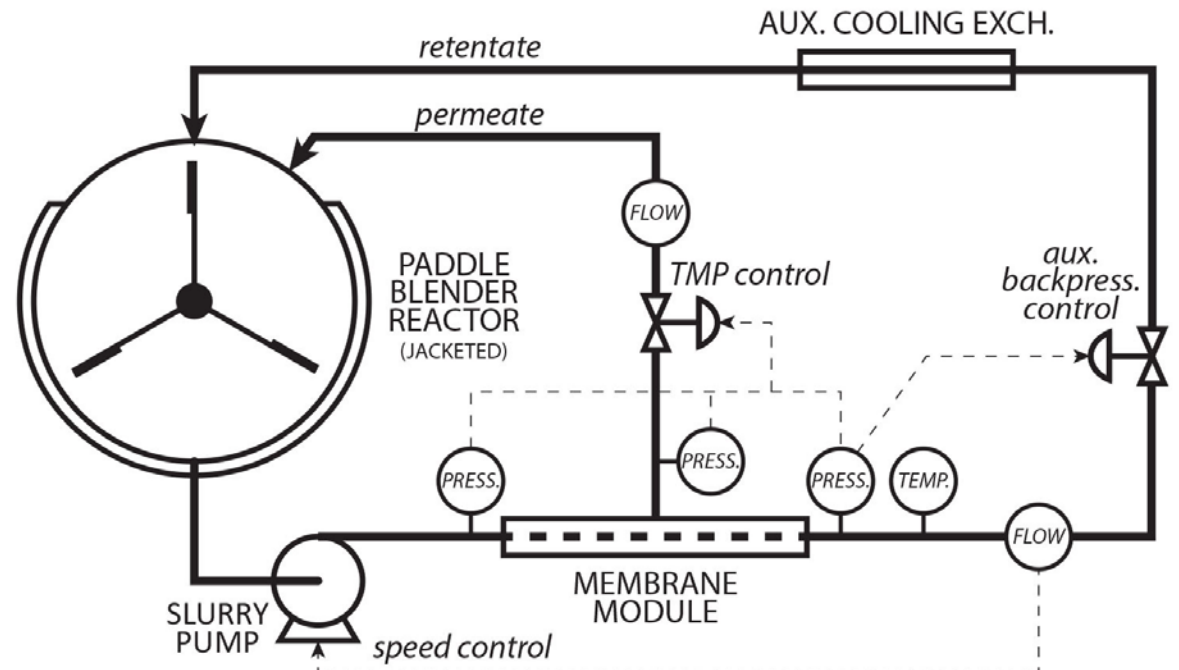 AUX. COOLING EXCH.
retentate
permeate
FLOW
TMP control
aux.
backpress.
control
PADDLE
BLENDER
REACTOR
(JACKETED)
PRESS.
PRESS.
PRESS.
TEMP.
FLOW
MEMBRANE
MODULE
SLURRY
PUMP
speed control